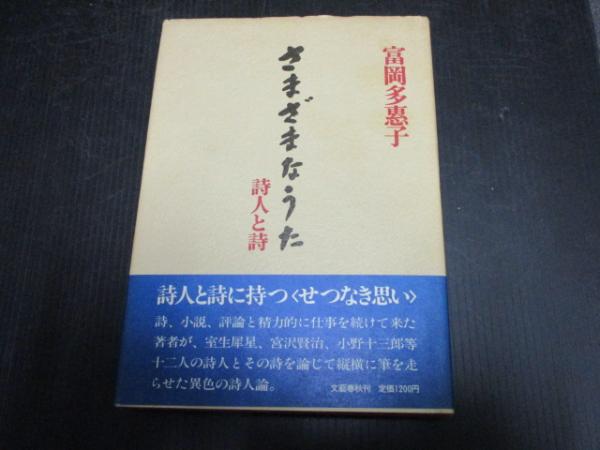 富岡多惠子
さまざまなうた
詩人と詩
詩人と詩に持つ〈せつなき思い〉
詩、小説、評論と精力的に仕事を続けて来た
著者が、室生犀星、宮沢賢治、小野十三郎等
十二人の詩人とその詩を論じて縦横に筆を走
らせた異色の詩人論。
文藝春秋刊 定価1200円